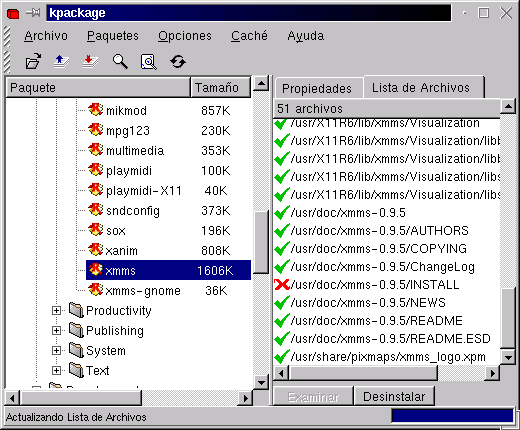 kpackage
Archivo Paquetes Opciones Caché Ayuda
Paquete Tamaño
mikmod 857K
mpg123 230K
multimedia 353K
playmidi 100K
playmidi-X11 40K
sndconfig 373K
sox 196K
xanim 808K
xmms 1606K
xmms-gnome 36K
Productivity
Publishing
System
Text
Propiedades Lista de Archivos
51 archivos
/usr/X11R6/lib/xmms/Visualization
/usr/X11R6/lib/xmms/Visualization/libb
/usr/X11R6/lib/xmms/Visualization/libb
/usr/X11R6/lib/xmms/Visualization/libs
/usr/X11R6/lib/xmms/Visualization/libs
/usr/doc/xmms-0.9.5
/usr/doc/xmms-0.9.5/AUTHORS
/usr/doc/xmms-0.9.5/COPYING
/usr/doc/xmms-0.9.5/ChangeLog
/usr/doc/xmms-0.9.5/INSTALL
/usr/doc/xmms-0.9.5/NEWS
/usr/doc/xmms-0.9.5/README
/usr/doc/xmms-0.9.5/README.ESD
/usr/share/pixmaps/xmms_logo.xpm
Examinar Desinstalar
Actualizando Lista de Archivos